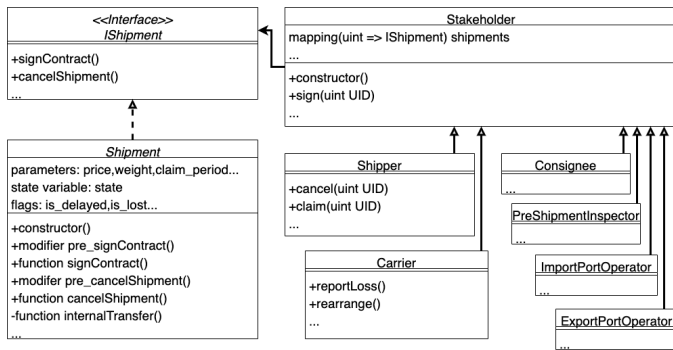 <<Interface>>
IShipment
+signContract()
+cancelShipment()
...
Stakeholder
mapping(uint => IShipment) shipments
...
+constructor()
+sign(uint UID)
...
Shipment
parameters: price,weight,claim_period...
state variable: state
flags: is_delayed,is_lost...
+constructor()
+modifier pre_signContract()
+function signContract()
+modifer pre_cancelShipment()
+function cancelShipment()
-function internalTransfer()
...
Shipper
+cancel(uint UID)
+claim(uint UID)
...
Carrier
+reportLoss()
+rearrange()
...
Consignee
...
PreShipmentInspector
...
ImportPortOperator
...
ExportPortOperator
...